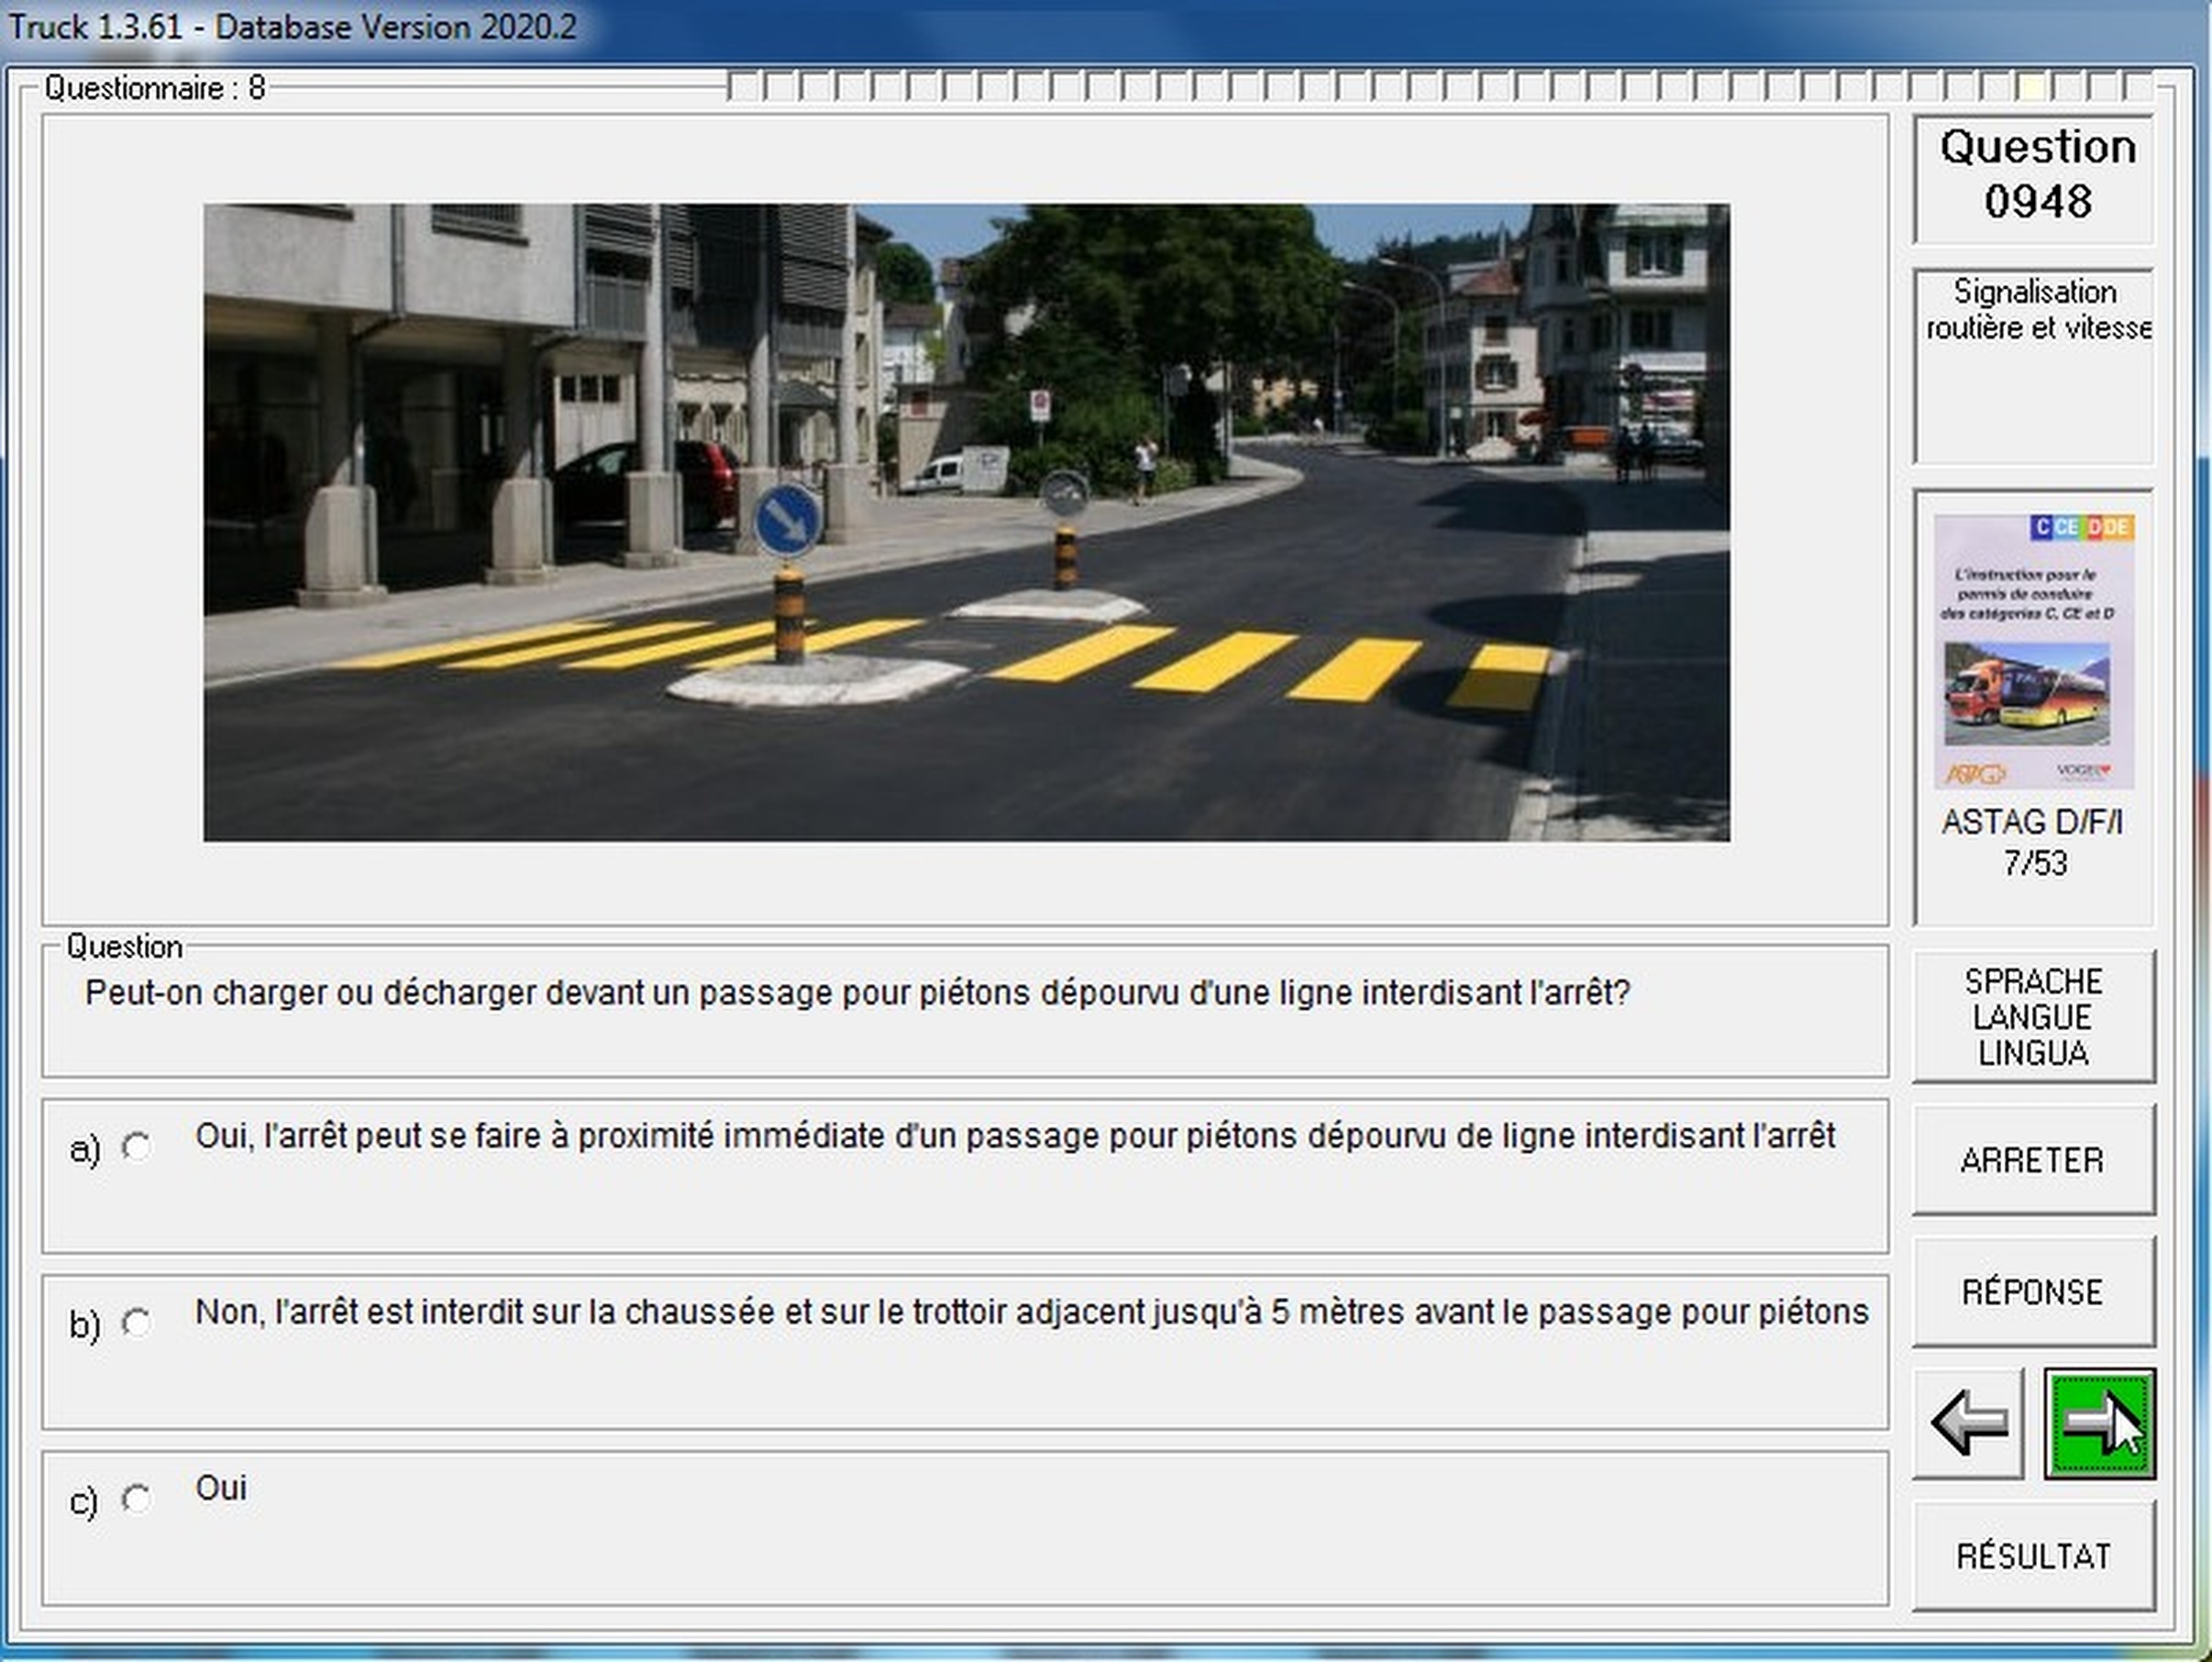 Truck 1.3.61 - Database Version 2020.2
Questionnaire : 8
Question
0948
Signalisation
routière et vitesse
C CE D DE
L'instruction pour le
permis de conduire
des catégories C, CE et D
ASTAG
VOGEL
ASTAG D/F/I
7/53
Question
Peut-on charger ou décharger devant un passage pour piétons dépourvu d'une ligne interdisant l'arrêt?
SPRACHE
LANGUE
LINGUA
a) Oui, l'arrêt peut se faire à proximité immédiate d'un passage pour piétons dépourvu de ligne interdisant l'arrêt
ARRETER
b) Non, l'arrêt est interdit sur la chaussée et sur le trottoir adjacent jusqu'à 5 mètres avant le passage pour piétons
RÉPONSE
c) Oui
RÉSULTAT